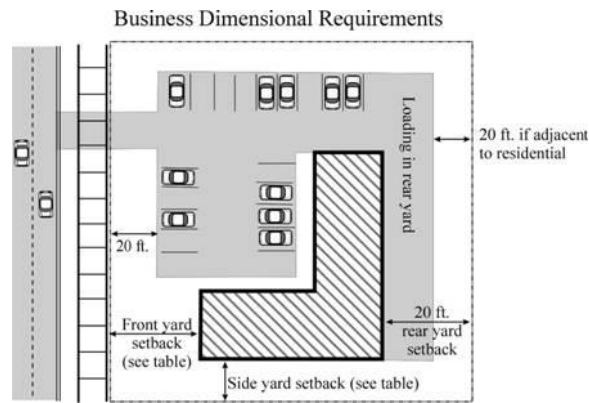 Business Dimensional Requirements
Loading in rear yard
20 ft. if adjacent
to residential
20 ft.
Front yard
setback
(see table)
20 ft.
rear yard
setback
Side yard setback (see table)